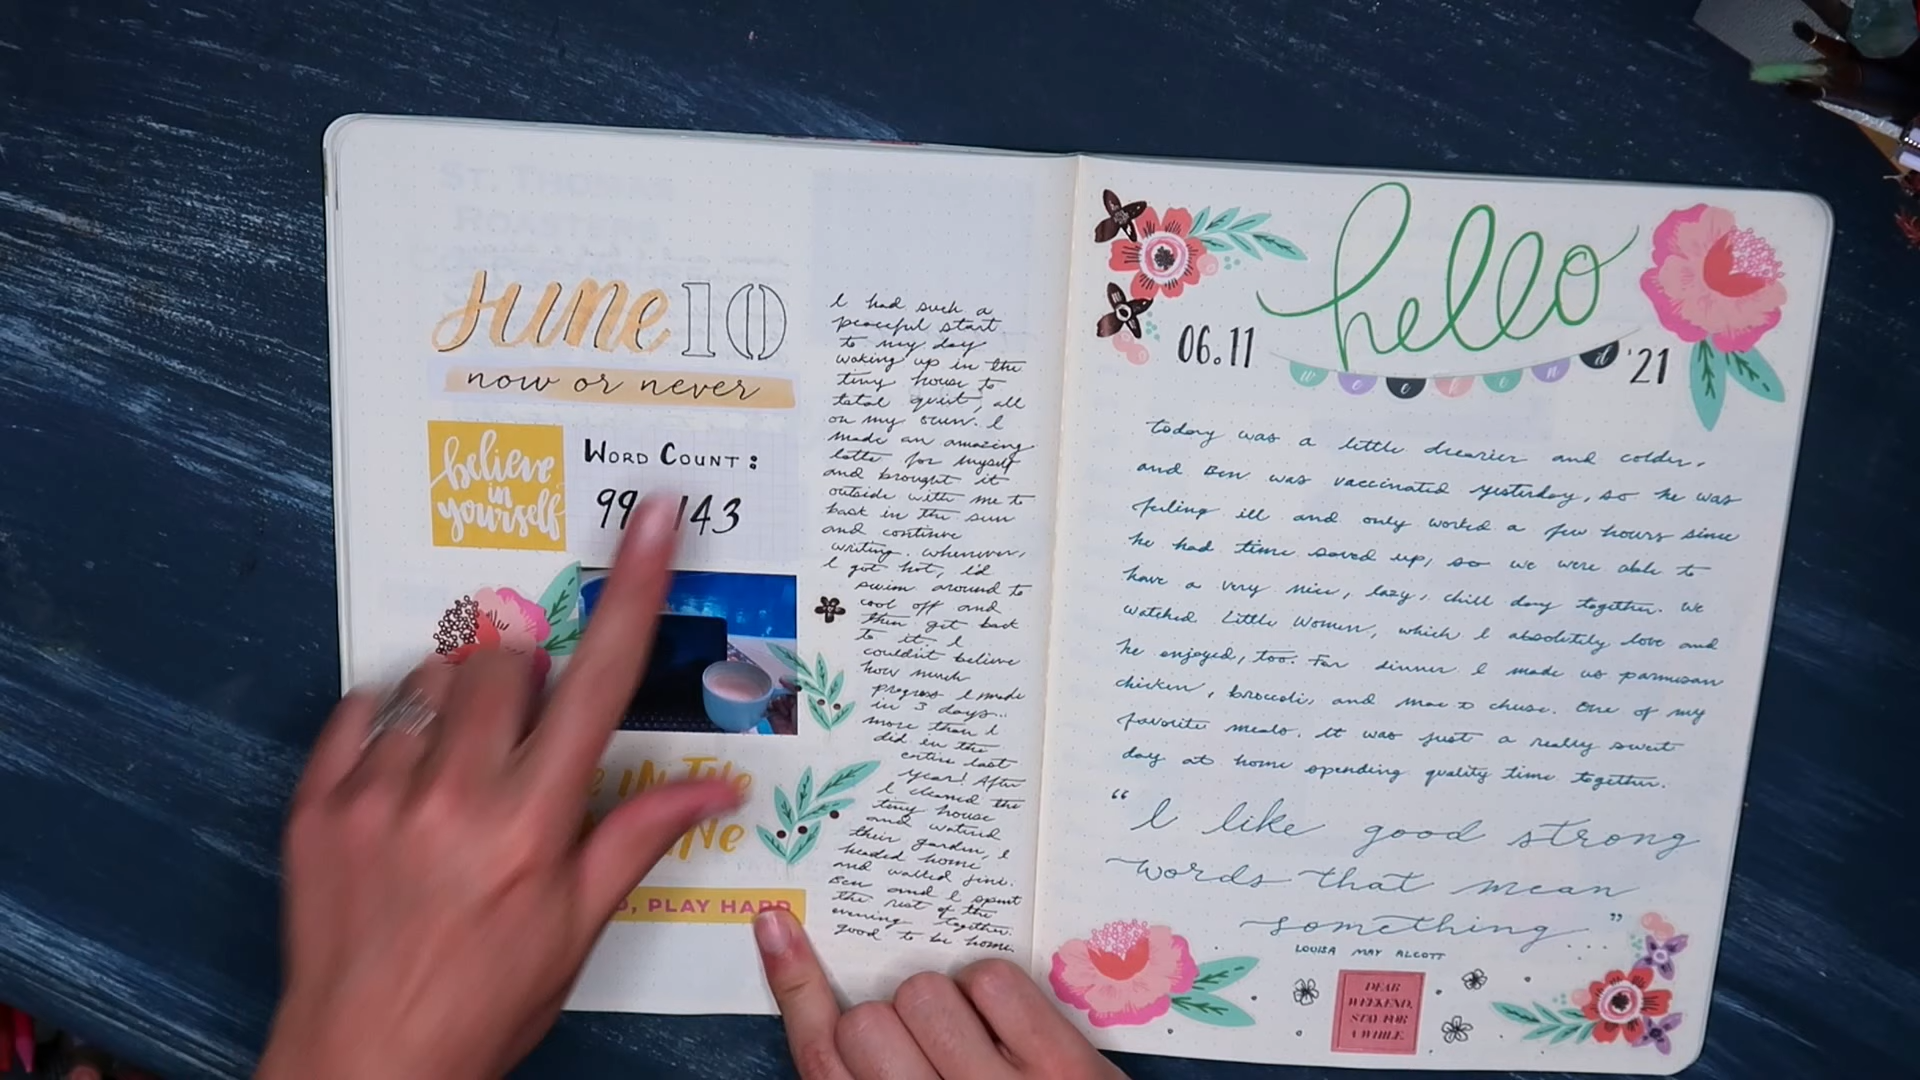 June 10
now or never
believe
in
yourself
Word Count:
IN THE
PLAY HARD
I had such a
peaceful start
to my day
waking up in the
tiny house to
total quiet, all
on my own. I
made an amazing
latte for myself
and brought it
outside with me to
bask in the sun
and continue
writing. whenever,
I got hot, I'd
swim around to
cool off and
then get back
to it. I
couldn't believe
how much
progress I made
in 3 days...
more than I
did in the
entire last
year! After
I cleaned the
tiny house
and watered
their garden, I
headed home
and walked Jini.
Ben and I spent
the rest of the
evening together.
good to be home.
hello
06.11
weekend
'21
today was a little drearier and colder,
and Ben was vaccinated yesterday, so he was
feeling ill and only worked a few hours since
he had time saved up, so we were able to
have a very nice, lazy, chill day together. We
watched Little Women, which I absolutely love and
he enjoyed, too. For dinner I made us parmesan
chicken, broccoli, and mac n cheese. One of my
favorite meals. it was just a really sweet
day at home spending quality time together.
"I like good strong
words that mean
something"
LOUISA MAY ALCOTT
DEAR
WEEKEND,
STAY FOR
A WHILE.